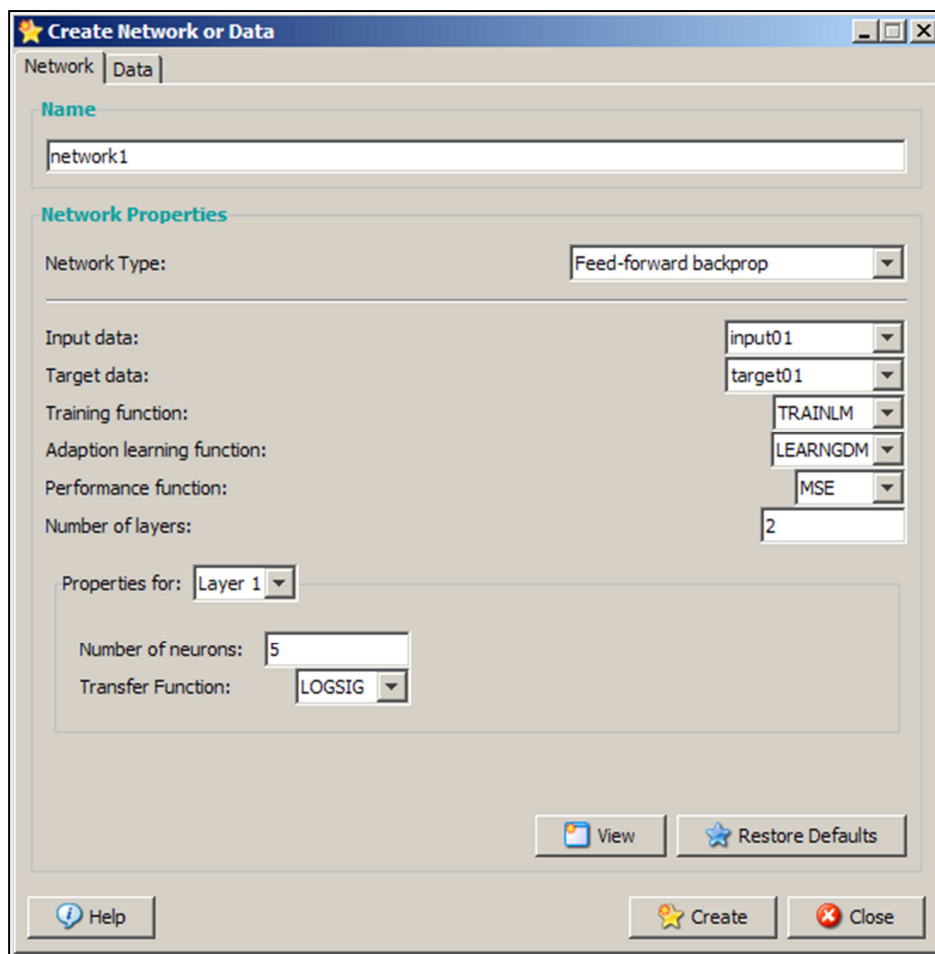 Create Network or Data
Network Data
Name
network1
Network Properties
Network Type: Feed-forward backprop
Input data: input01
Target data: target01
Training function: TRAINLM
Adaption learning function: LEARNGDM
Performance function: MSE
Number of layers: 2
Properties for: Layer 1
Number of neurons: 5
Transfer Function: LOGSIG
View Restore Defaults
Help Create Close